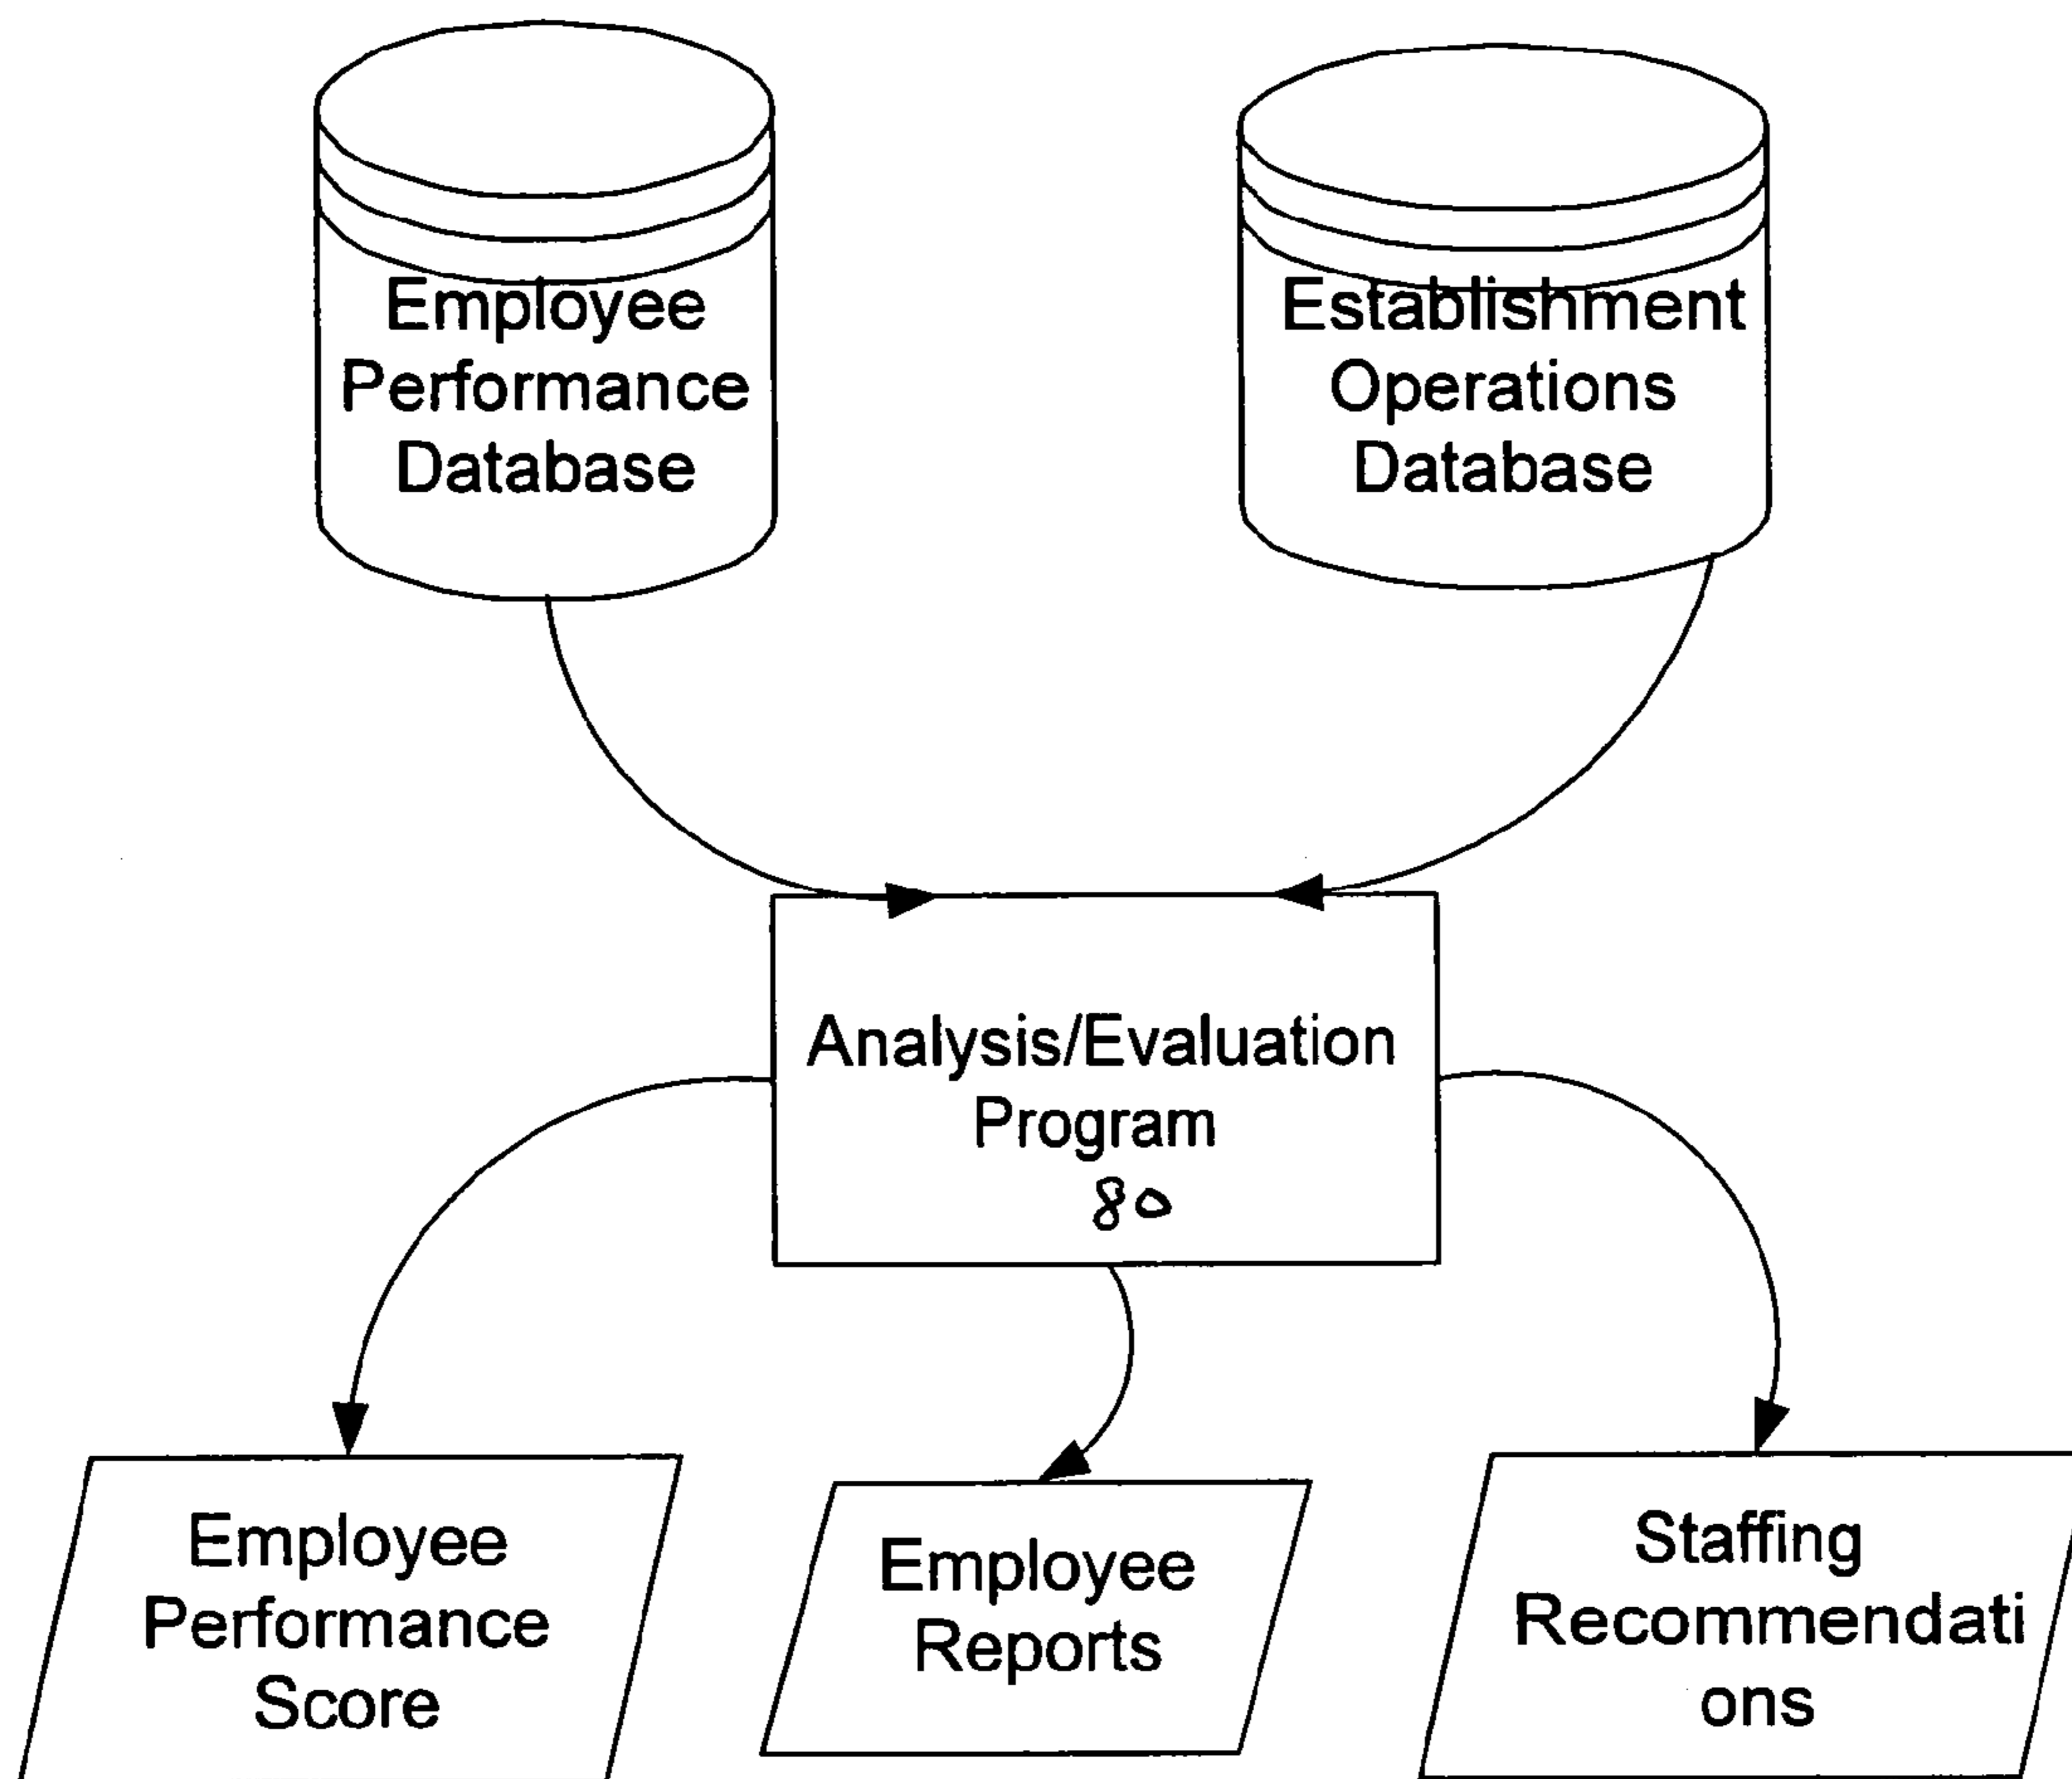 Employee
Performance
Database
Establishment
Operations
Database
Analysis/Evaluation
Program
80
Employee
Performance
Score
Employee
Reports
Staffing
Recommendati
ons